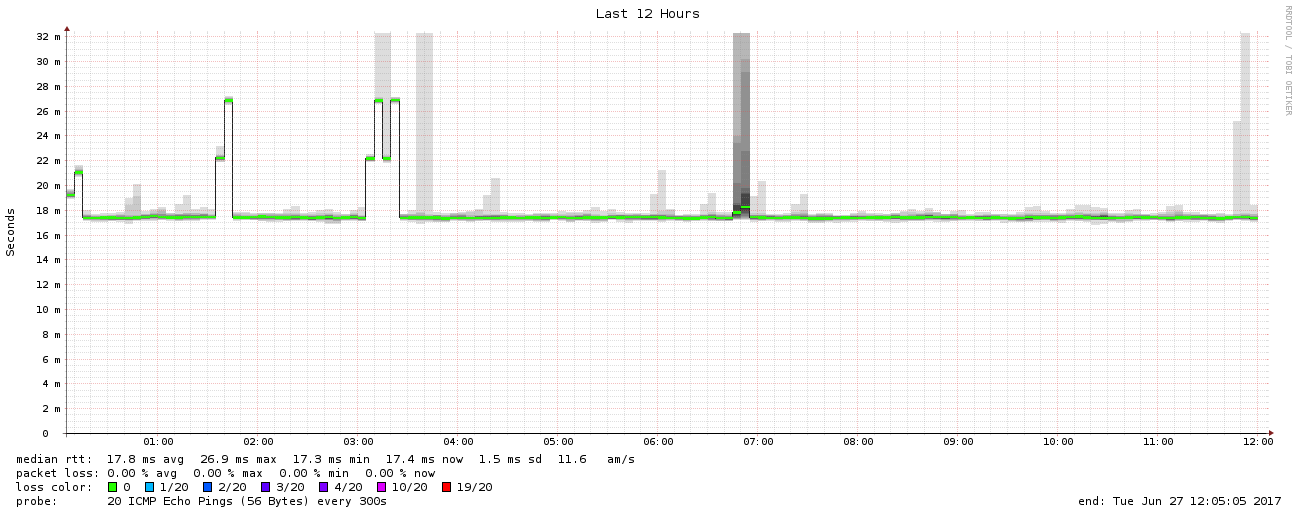 Last 12 Hours
RRDTOOL / TOBI OETIKER
Seconds
32 m
30 m
28 m
26 m
24 m
22 m
20 m
18 m
16 m
14 m
12 m
10 m
8 m
6 m
4 m
2 m
0
01:00 02:00 03:00 04:00 05:00 06:00 07:00 08:00 09:00 10:00 11:00 12:00
median rtt: 17.8 ms avg 26.9 ms max 17.3 ms min 17.4 ms now 1.5 ms sd 11.6 am/s
packet loss: 0.00 % avg 0.00 % max 0.00 % min 0.00 % now
loss color: 0 1/20 2/20 3/20 4/20 10/20 19/20
probe: 20 ICMP Echo Pings (56 Bytes) every 300s end: Tue Jun 27 12:05:05 2017